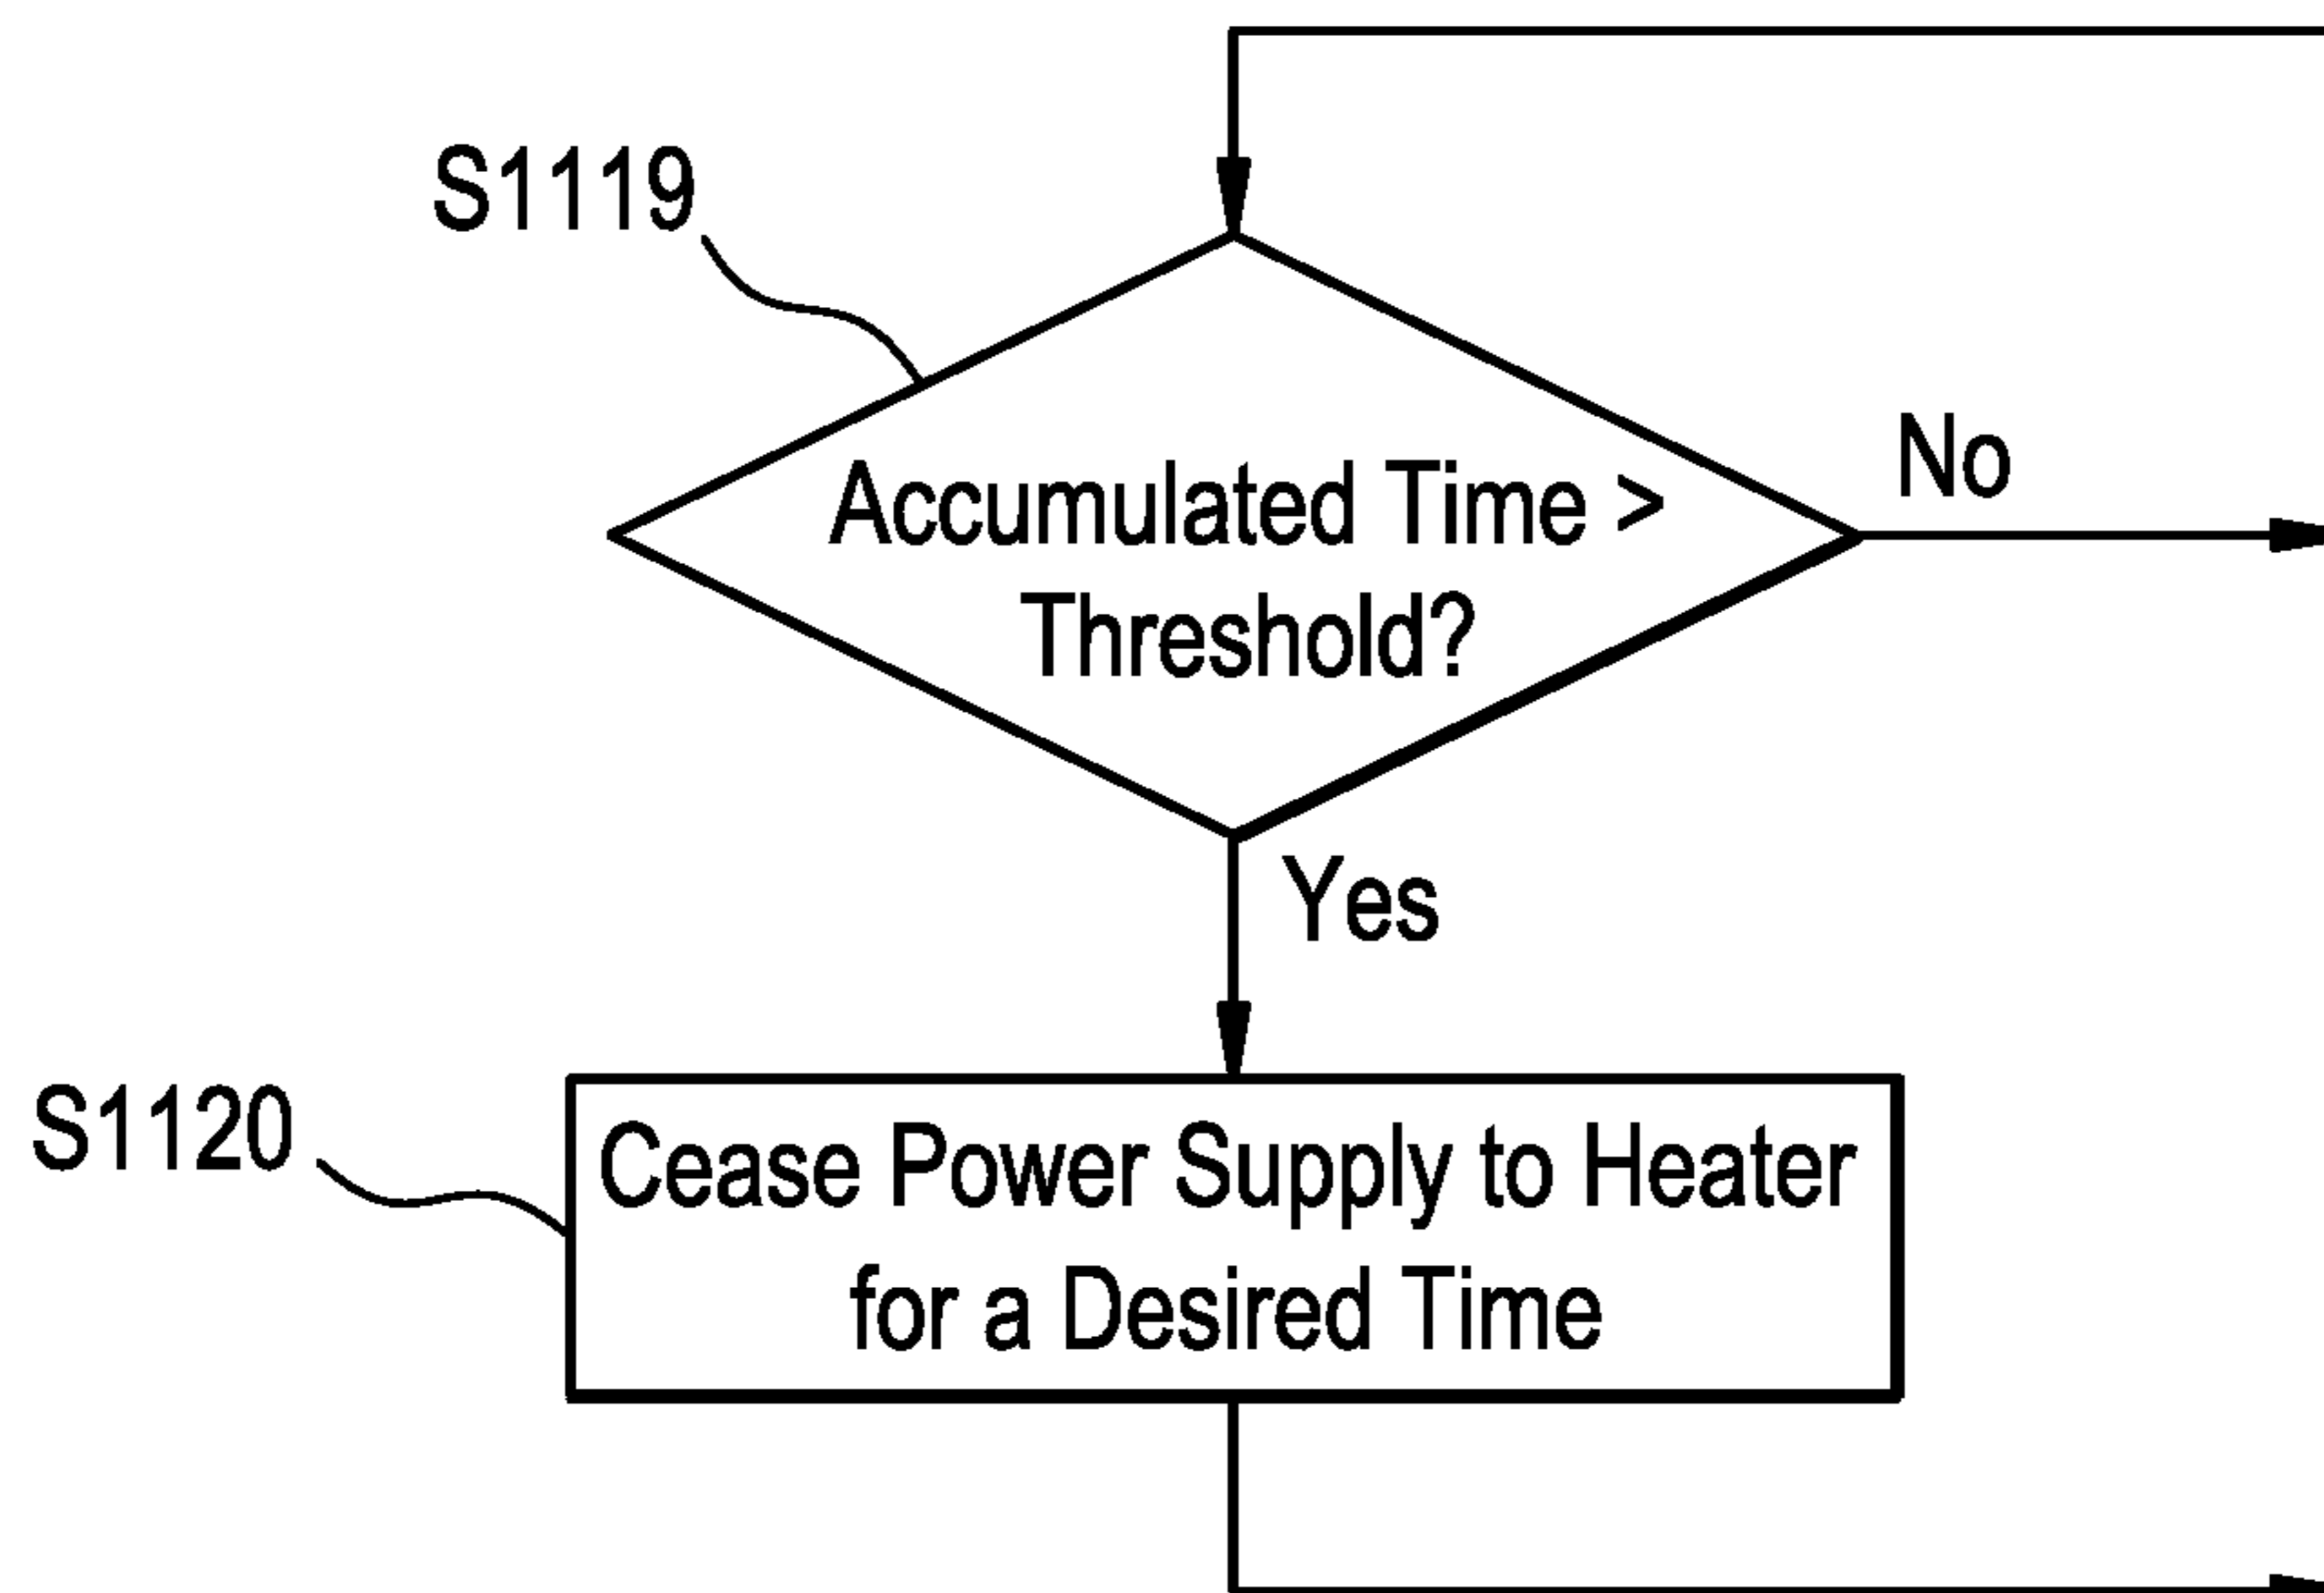 S1119
Accumulated Time >
Threshold?
No
Yes
S1120
Cease Power Supply to Heater
for a Desired Time